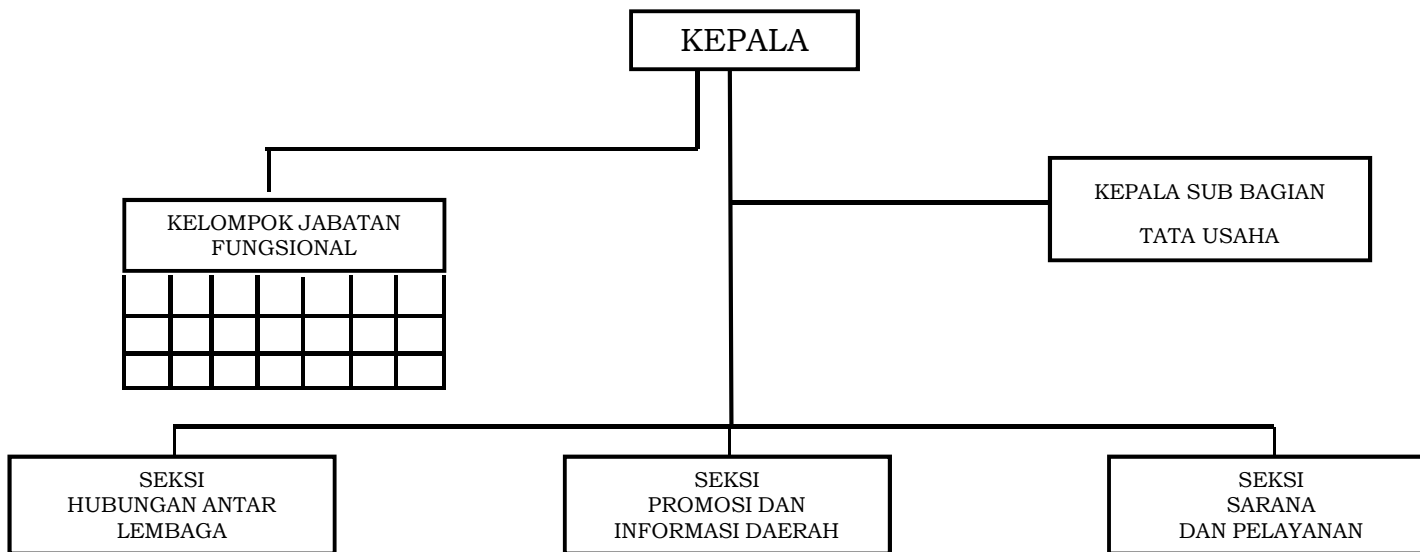 KEPALA
KEPALA SUB BAGIAN
TATA USAHA
KELOMPOK JABATAN
FUNGSIONAL
SEKSI
HUBUNGAN ANTAR
LEMBAGA
SEKSI
PROMOSI DAN
INFORMASI DAERAH
SEKSI
SARANA
DAN PELAYANAN